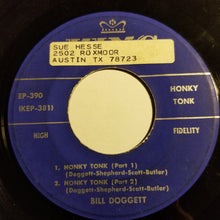 KING
SUE HESSE
2502 ROXMOOR
AUSTIN TX 78723
EP-390
(KEP-381)
HONKY
TONK
HIGH
FIDELITY
1. HONKY TONK (Part 1)
(Doggett-Shepherd-Scott-Butler)
2. HONKY TONK (Part 2)
(Doggett-Shepherd-Scott-Butler)
BILL DOGGETT